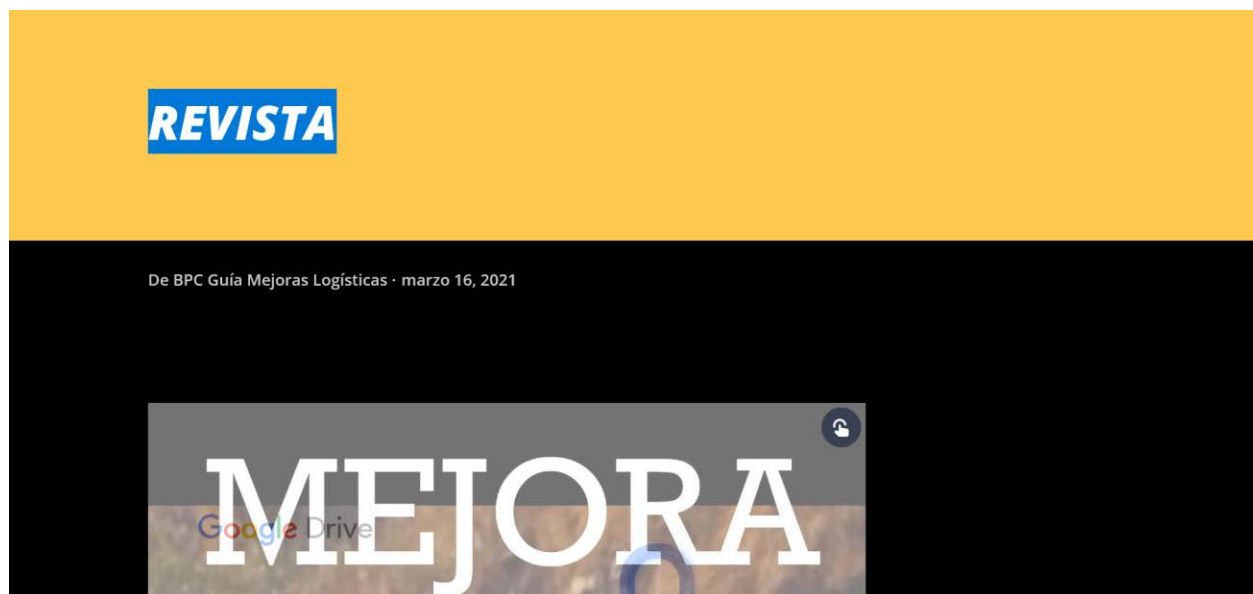 REVISTA
De BPC Guía Mejoras Logísticas · marzo 16, 2021
MEJORA
Google Drive